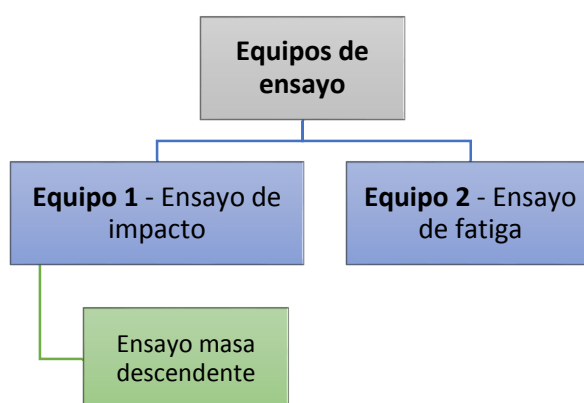 Equipos de
ensayo
Equipo 1 - Ensayo de
impacto
Equipo 2 - Ensayo
de fatiga
Ensayo masa
descendente